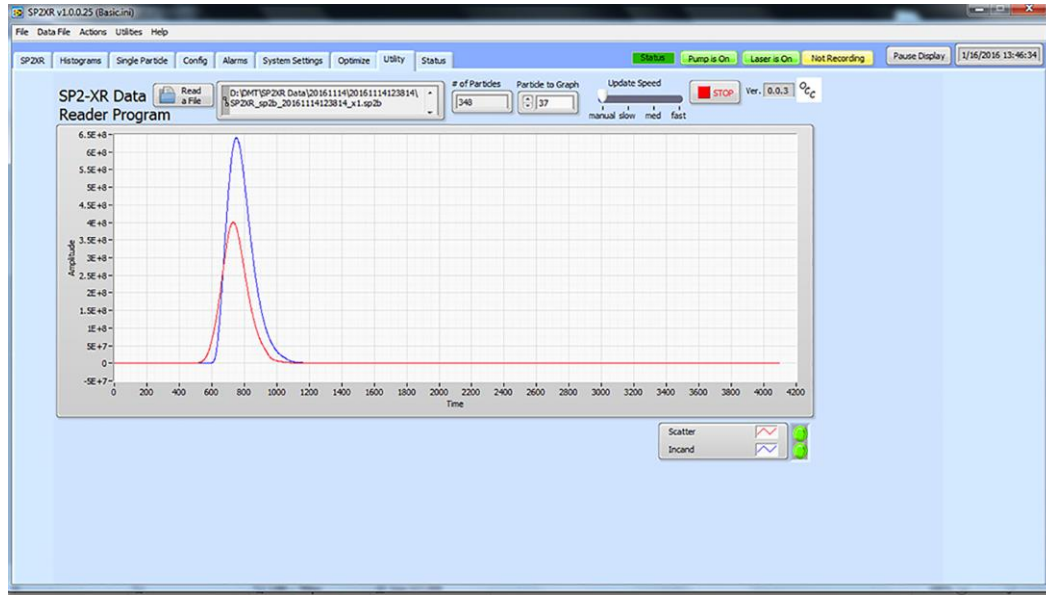 SP2XR v1.0.0.25 (Basic.ini)
File Data File Actions Utilities Help
SP2XR Histograms Single Particle Config Alarms System Settings Optimize Utility Status Status Pump is On Laser is On Not Recording Pause Display 1/16/2016 13:46:34
SP2-XR Data
Reader Program
Read
a File
D:\DMT\SP2XR Data\20161114\20161114123814\
SP2XR_sp2b_20161114123814_x1.sp2b
# of Particles
348
Particle to Graph
37
Update Speed
manual slow med fast
STOP
Ver. 0.0.3
6.5E+8
6E+8
5.5E+8
5E+8
4.5E+8
4E+8
3.5E+8
3E+8
2.5E+8
2E+8
1.5E+8
1E+8
5E+7
0
-5E+7
Amplitude
0 200 400 600 800 1000 1200 1400 1600 1800 2000 2200 2400 2600 2800 3000 3200 3400 3600 3800 4000 4200
Time
Scatter
Incand